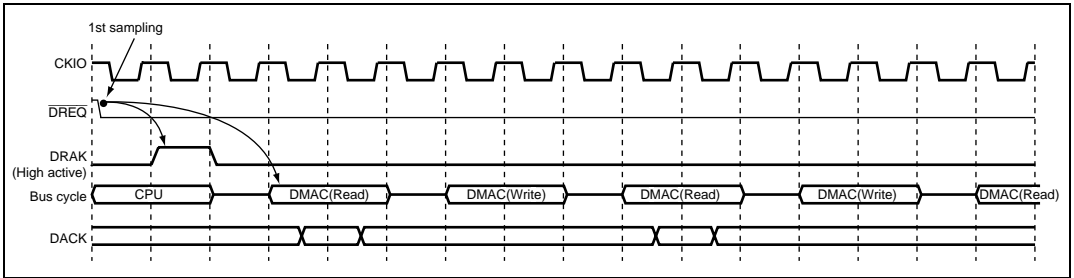 1st sampling
CKIO
DREQ
DRAK
(High active)
Bus cycle CPU DMAC(Read) DMAC(Write) DMAC(Read) DMAC(Write) DMAC(Read)
DACK